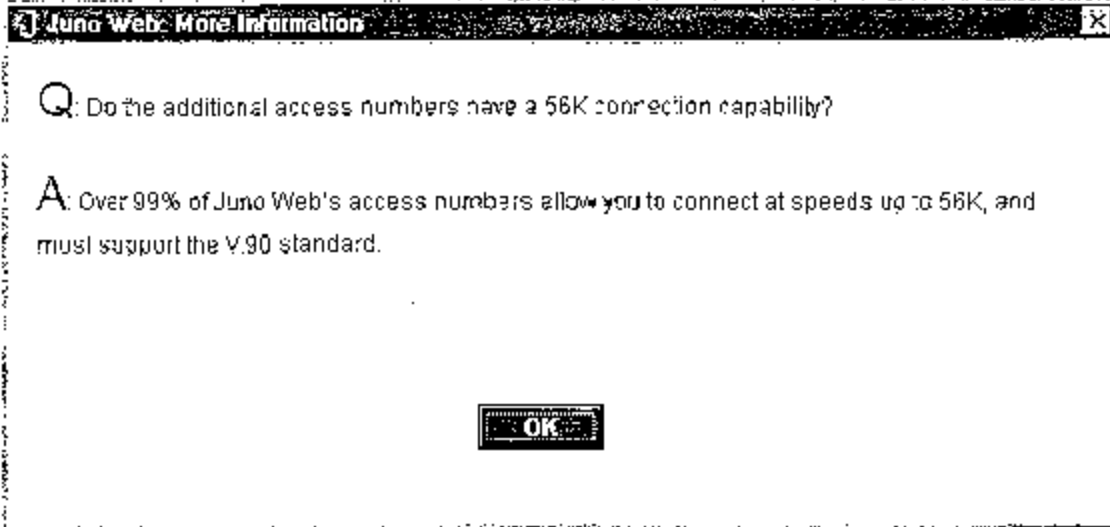 Juno Web: More Information
Q: Do the additional access numbers have a 56K connection capability?
A: Over 99% of Juno Web's access numbers allow you to connect at speeds up to 56K, and
must support the V.90 standard.
OK